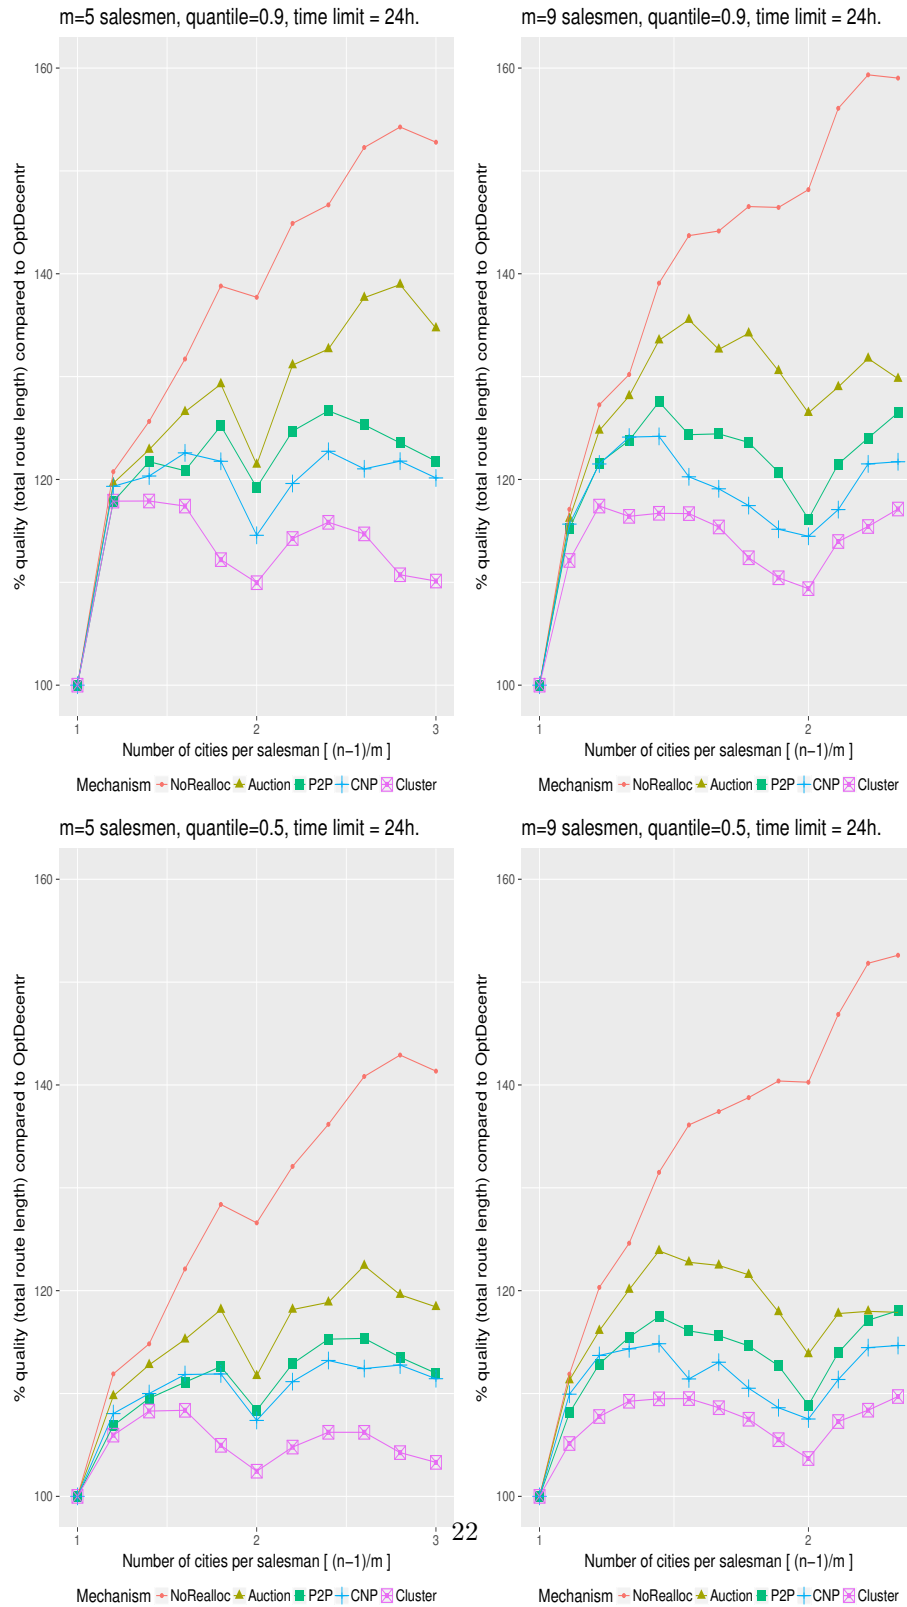 m=5 salesmen, quantile=0.9, time limit = 24h.
% quality (total route length) compared to OptDecentr
160
140
120
100
1 2 3
Number of cities per salesman [ (n−1)/m ]
Mechanism NoRealloc Auction P2P CNP Cluster
m=9 salesmen, quantile=0.9, time limit = 24h.
% quality (total route length) compared to OptDecentr
160
140
120
100
1 2
Number of cities per salesman [ (n−1)/m ]
Mechanism NoRealloc Auction P2P CNP Cluster
m=5 salesmen, quantile=0.5, time limit = 24h.
% quality (total route length) compared to OptDecentr
160
140
120
100
1 2 3
Number of cities per salesman [ (n−1)/m ]
Mechanism NoRealloc Auction P2P CNP Cluster
m=9 salesmen, quantile=0.5, time limit = 24h.
% quality (total route length) compared to OptDecentr
160
140
120
100
1 2
Number of cities per salesman [ (n−1)/m ]
Mechanism NoRealloc Auction P2P CNP Cluster
22